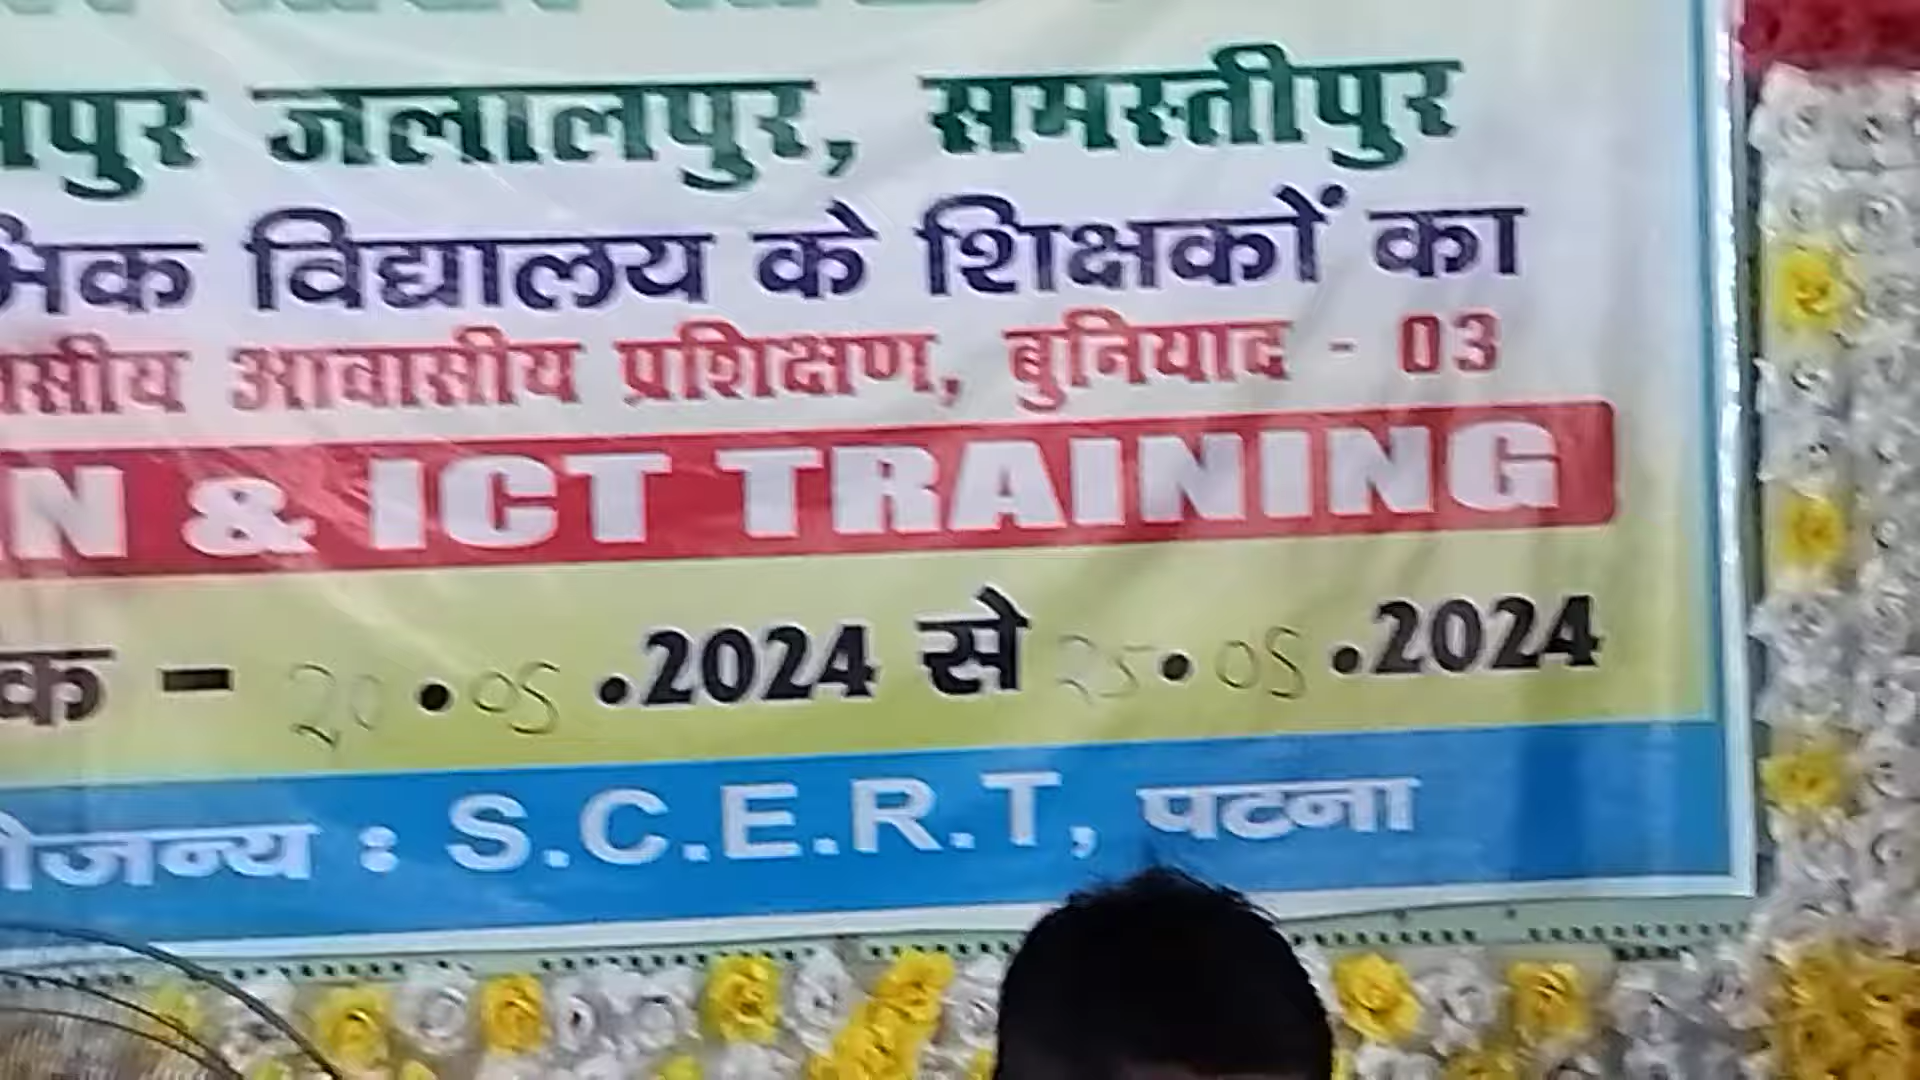 जलालपुर, समस्तीपुर
विद्यालय के शिक्षकों का
आवासीय प्रशिक्षण, बुनियाद - 03
N & ICT TRAINING
क - 20.05.2024 से 25.05.2024
: S.C.E.R.T, पटना